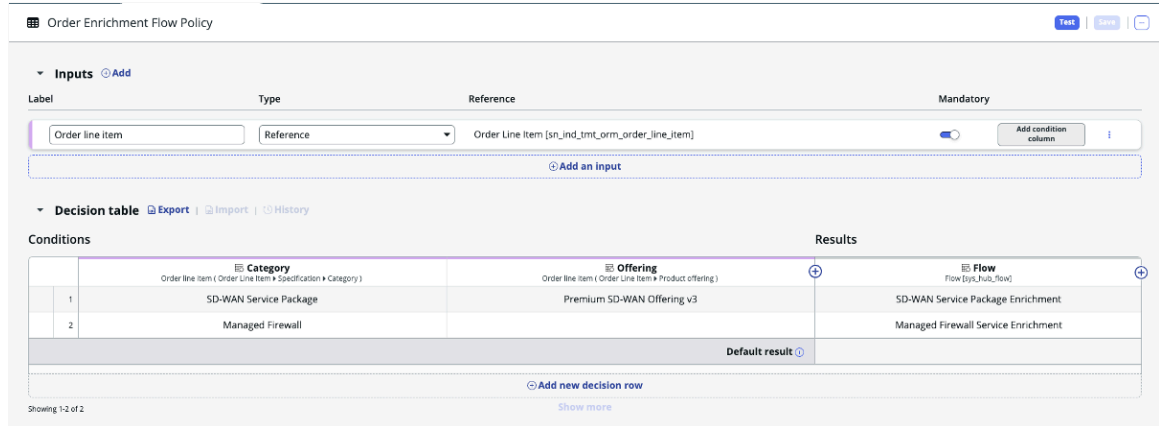 Order Enrichment Flow Policy
Test | Save |
Inputs Add
Label Type Reference Mandatory
Order line item Reference Order Line Item [sn_ind_tmt_orm_order_line_item] Add condition column
Add an input
Decision table Export | Import | History
Conditions Results
Category Offering Flow
Order line item ( Order Line Item ▸ Specification ▸ Category ) Order line item ( Order Line Item ▸ Product offering ) Flow [sys_hub_flow]
1 SD-WAN Service Package Premium SD-WAN Offering v3 SD-WAN Service Package Enrichment
2 Managed Firewall Managed Firewall Service Enrichment
Default result
Add new decision row
Showing 1-2 of 2 Show more